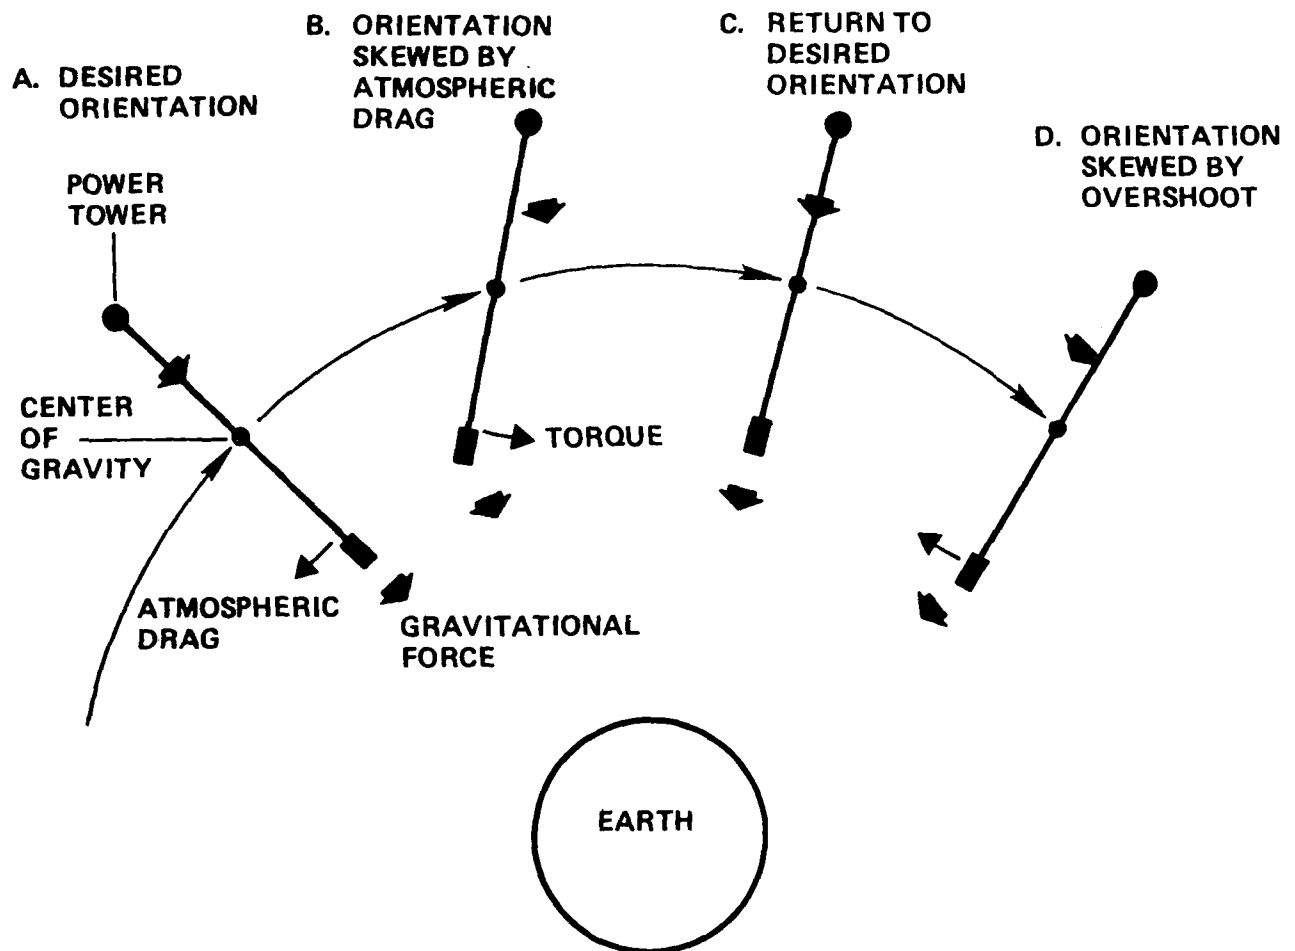 A. DESIRED
ORIENTATION
B. ORIENTATION
SKEWED BY
ATMOSPHERIC
DRAG
C. RETURN TO
DESIRED
ORIENTATION
D. ORIENTATION
SKEWED BY
OVERSHOOT
POWER
TOWER
CENTER
OF
GRAVITY
TORQUE
ATMOSPHERIC
DRAG
GRAVITATIONAL
FORCE
EARTH